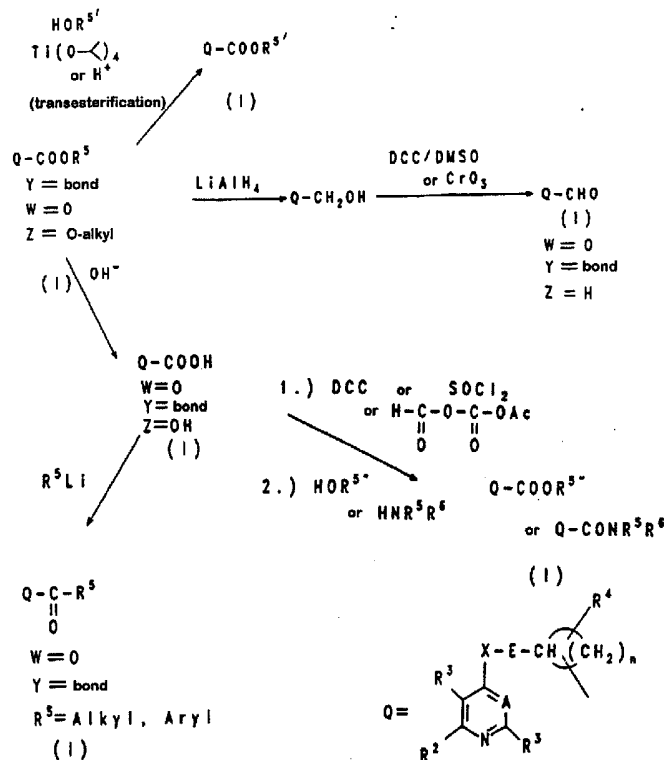 HOR⁵′
Ti(O-<)₄
or H⁺
(transesterification)
Q-COOR⁵′
(I)
Q-COOR⁵
Y = bond
W = O
Z = O-alkyl
(I)
LiAlH₄
Q-CH₂OH
DCC/DMSO
or CrO₃
Q-CHO
(I)
W = O
Y = bond
Z = H
OH⁻
Q-COOH
W=O
Y=bond
Z=OH
(I)
1.) DCC or SOCl₂
or H-C-O-C-OAc
O O
2.) HOR⁵″
or HNR⁵R⁶
Q-COOR⁵″
or Q-CONR⁵R⁶
(I)
R⁵Li
Q-C-R⁵
O
W=O
Y=bond
R⁵=Alkyl, Aryl
(I)
Q=
R⁴
X-E-CH (CH₂)ₙ
R³
A
R² N R³